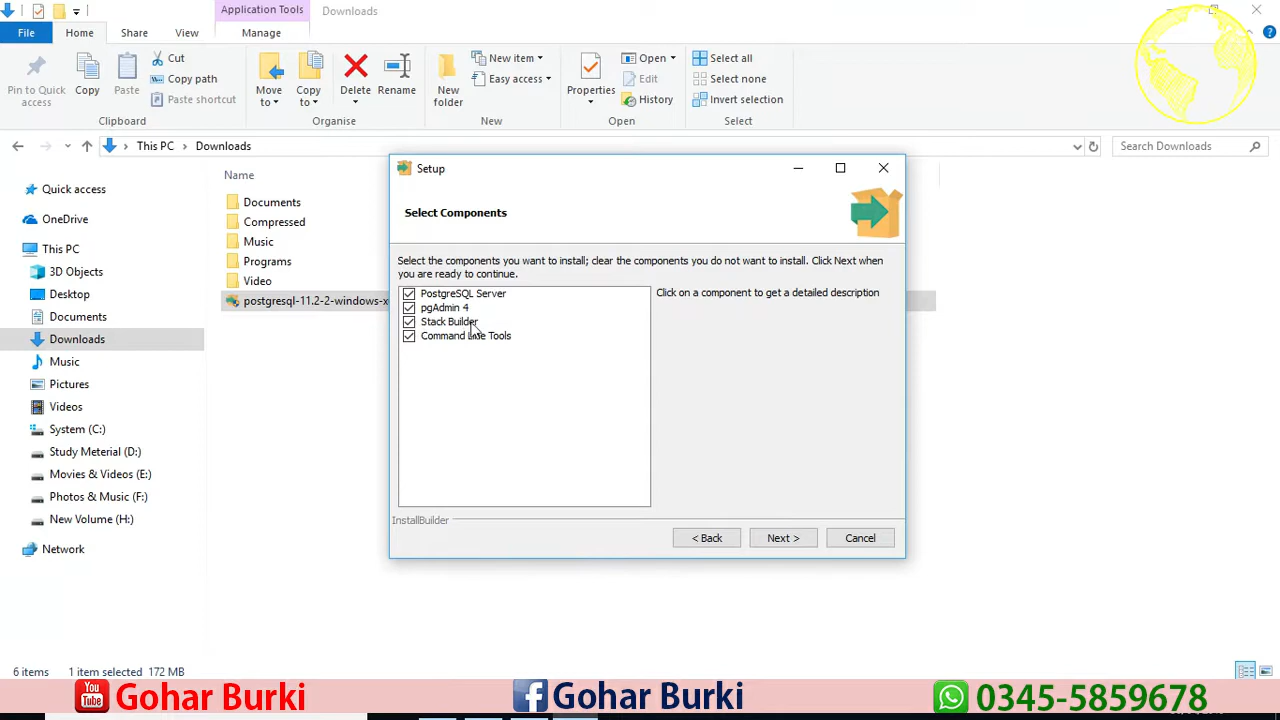 Application Tools
Downloads
File
Home
Share
View
Manage
Pin to Quick access
Copy
Paste
Cut
Copy path
Paste shortcut
Clipboard
Move to
Copy to
Delete
Rename
Organise
New folder
New item
Easy access
New
Properties
Open
Edit
History
Open
Select all
Select none
Invert selection
Select
This PC
Downloads
Search Downloads
Quick access
OneDrive
This PC
3D Objects
Desktop
Documents
Downloads
Music
Pictures
Videos
System (C:)
Study Meterial (D:)
Movies & Videos (E:)
Photos & Music (F:)
New Volume (H:)
Network
Name
Documents
Compressed
Music
Programs
Video
postgresql-11.2-2-windows-x
Setup
Select Components
Select the components you want to install; clear the components you do not want to install. Click Next when
you are ready to continue.
PostgreSQL Server
pgAdmin 4
Stack Builder
Command Line Tools
Click on a component to get a detailed description
InstallBuilder
< Back
Next >
Cancel
6 items
1 item selected 172 MB
You Tube
Gohar Burki
f
Gohar Burki
0345-5859678